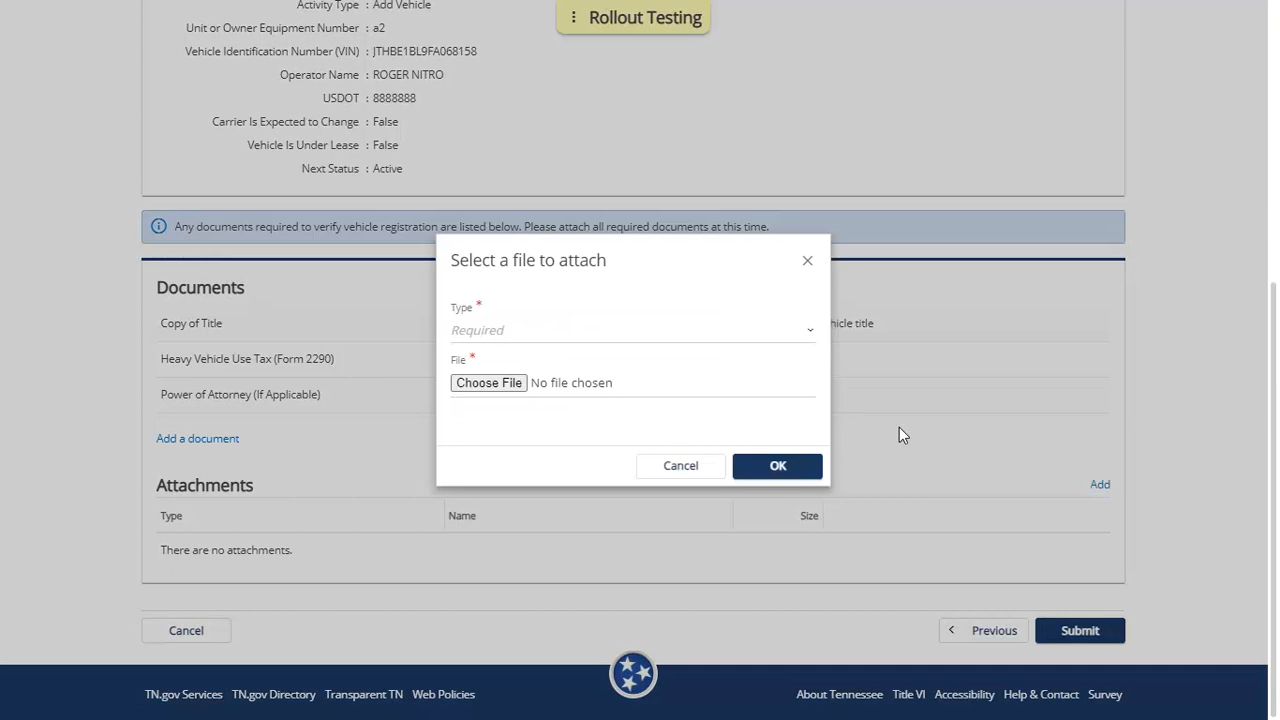 Activity Type : Add Vehicle
Rollout Testing
Unit or Owner Equipment Number : a2
Vehicle Identification Number (VIN) : JTHBE1BL9FA068158
Operator Name : ROGER NITRO
USDOT : 8888888
Carrier Is Expected to Change : False
Vehicle Is Under Lease : False
Next Status : Active
Any documents required to verify vehicle registration are listed below. Please attach all required documents at this time.
Select a file to attach
Type *
Required
File *
Choose File No file chosen
Cancel OK
Documents
Copy of Title
title
Heavy Vehicle Use Tax (Form 2290)
Power of Attorney (If Applicable)
Add a document
Attachments Add
Type Name Size
There are no attachments.
Cancel Previous Submit
TN.gov Services TN.gov Directory Transparent TN Web Policies About Tennessee Title VI Accessibility Help & Contact Survey